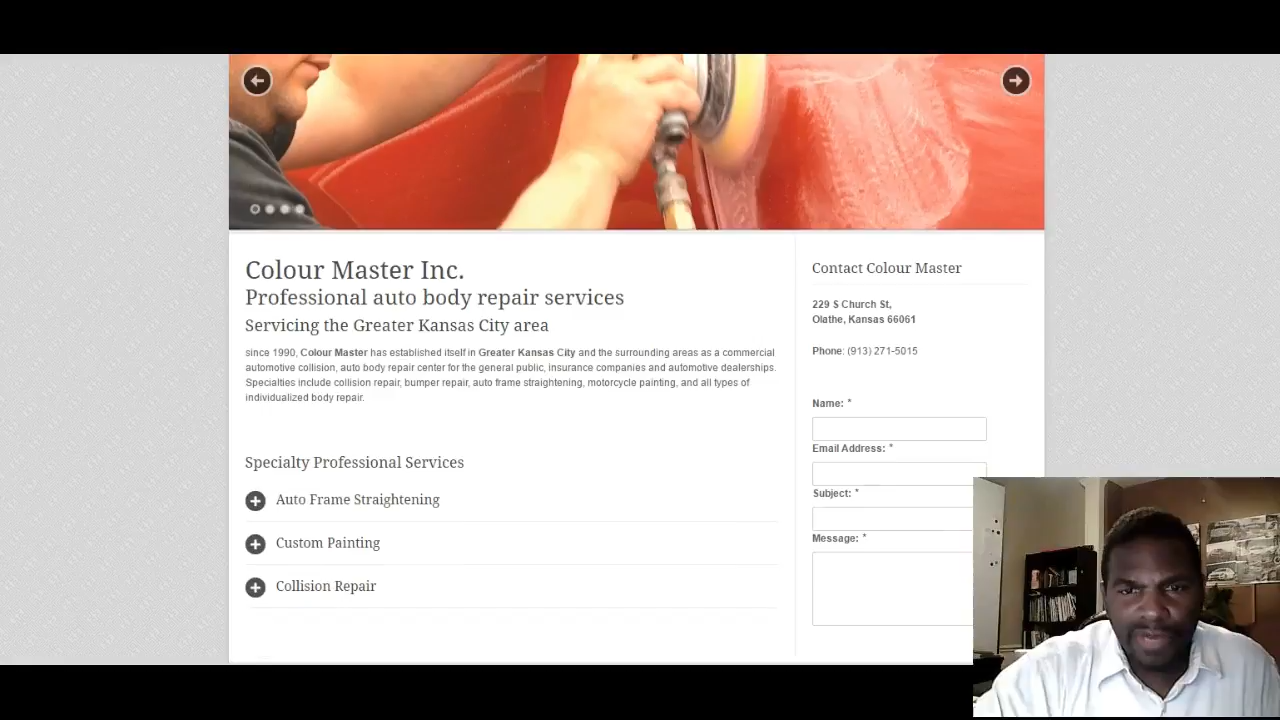 Colour Master Inc.
Professional auto body repair services
Servicing the Greater Kansas City area
since 1990, Colour Master has established itself in Greater Kansas City and the surrounding areas as a commercial
automotive collision, auto body repair center for the general public, insurance companies and automotive dealerships.
Specialties include collision repair, bumper repair, auto frame straightening, motorcycle painting, and all types of
individualized body repair.
Specialty Professional Services
Auto Frame Straightening
Custom Painting
Collision Repair
Contact Colour Master
229 S Church St,
Olathe, Kansas 66061
Phone: (913) 271-5015
Name: *
Email Address: *
Subject: *
Message: *